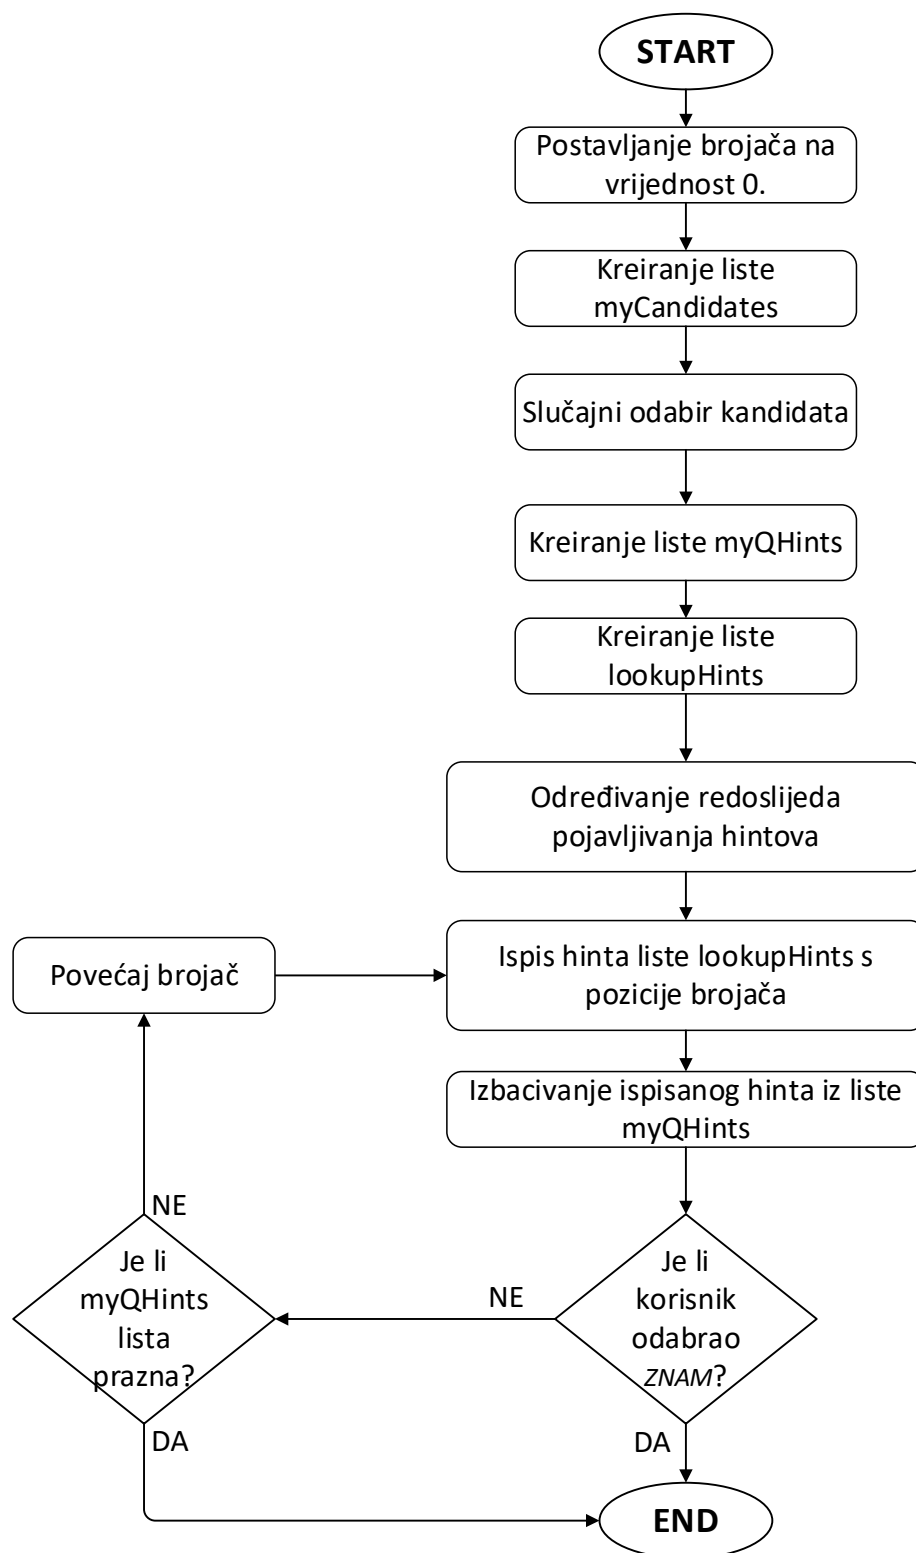 START
Postavljanje brojača na
vrijednost 0.
Kreiranje liste
myCandidates
Slučajni odabir kandidata
Kreiranje liste myQHints
Kreiranje liste
lookupHints
Određivanje redoslijeda
pojavljivanja hintova
Povećaj brojač
Ispis hinta liste lookupHints s
pozicije brojača
Izbacivanje ispisanog hinta iz liste
myQHints
NE
Je li
myQHints
lista
prazna?
NE
Je li
korisnik
odabrao
ZNAM?
DA
DA
END